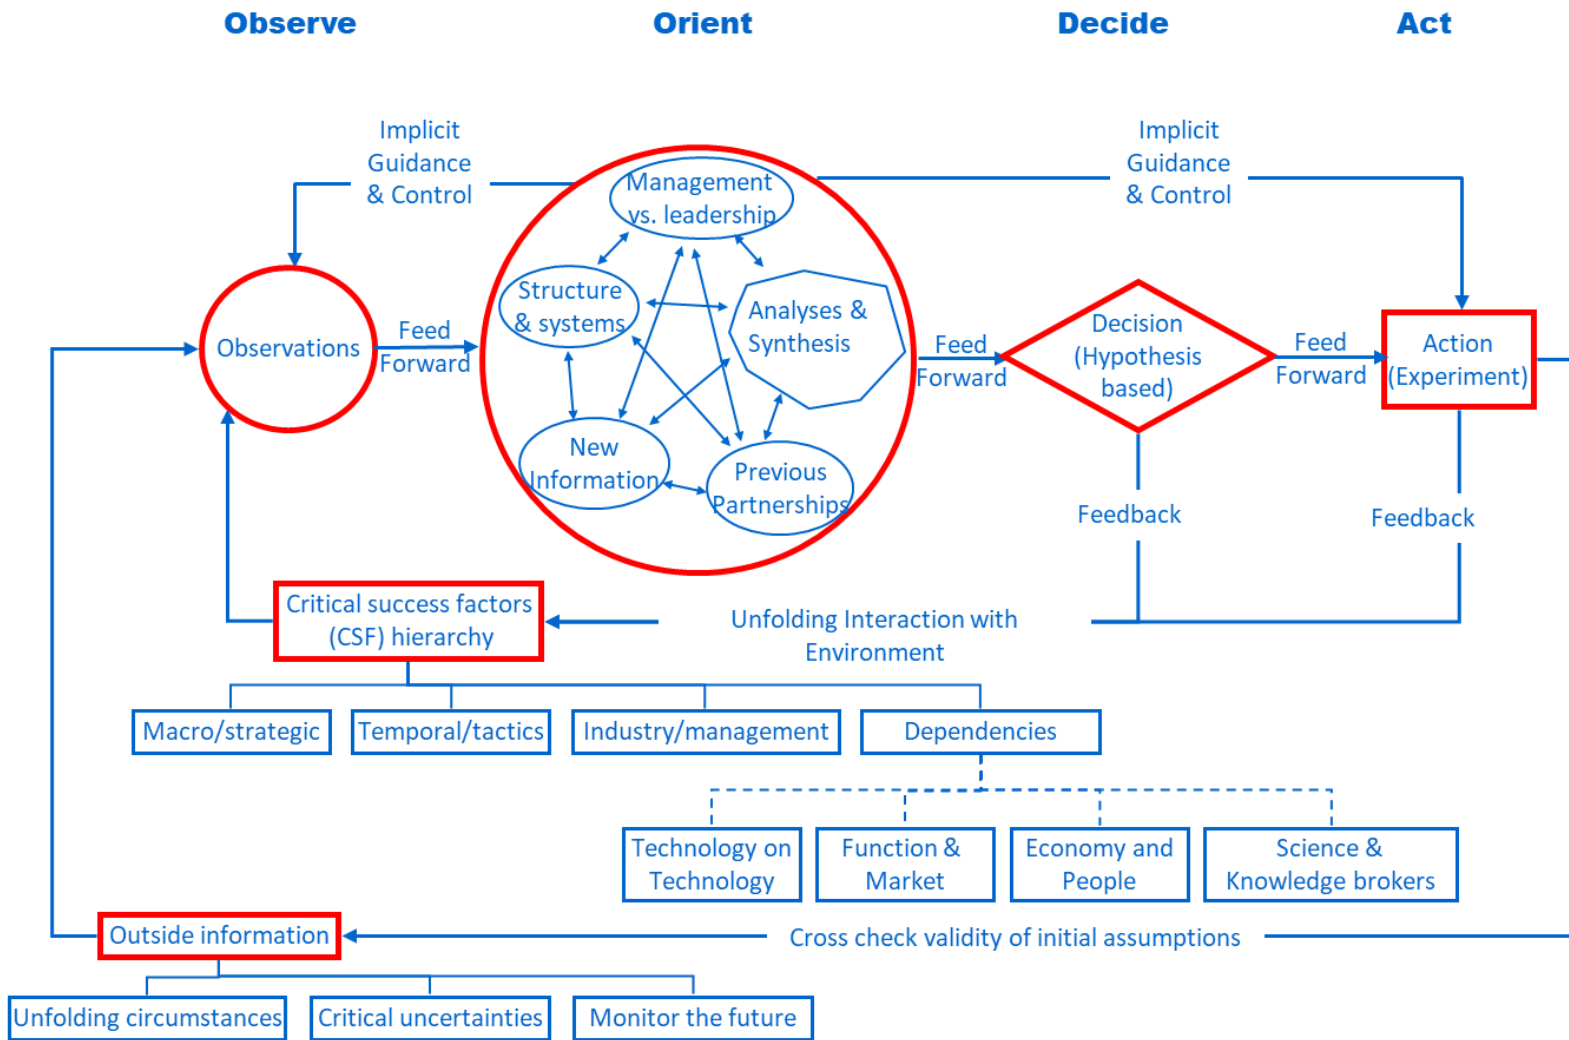 Observe
Orient
Decide
Act
Implicit
Guidance
& Control
Implicit
Guidance
& Control
Management
vs. leadership
Structure
& systems
Analyses &
Synthesis
New
Information
Previous
Partnerships
Observations
Feed
Forward
Feed
Forward
Decision
(Hypothesis
based)
Feed
Forward
Action
(Experiment)
Feedback
Feedback
Critical success factors
(CSF) hierarchy
Unfolding Interaction with
Environment
Macro/strategic
Temporal/tactics
Industry/management
Dependencies
Technology on
Technology
Function &
Market
Economy and
People
Science &
Knowledge brokers
Outside information
Cross check validity of initial assumptions
Unfolding circumstances
Critical uncertainties
Monitor the future